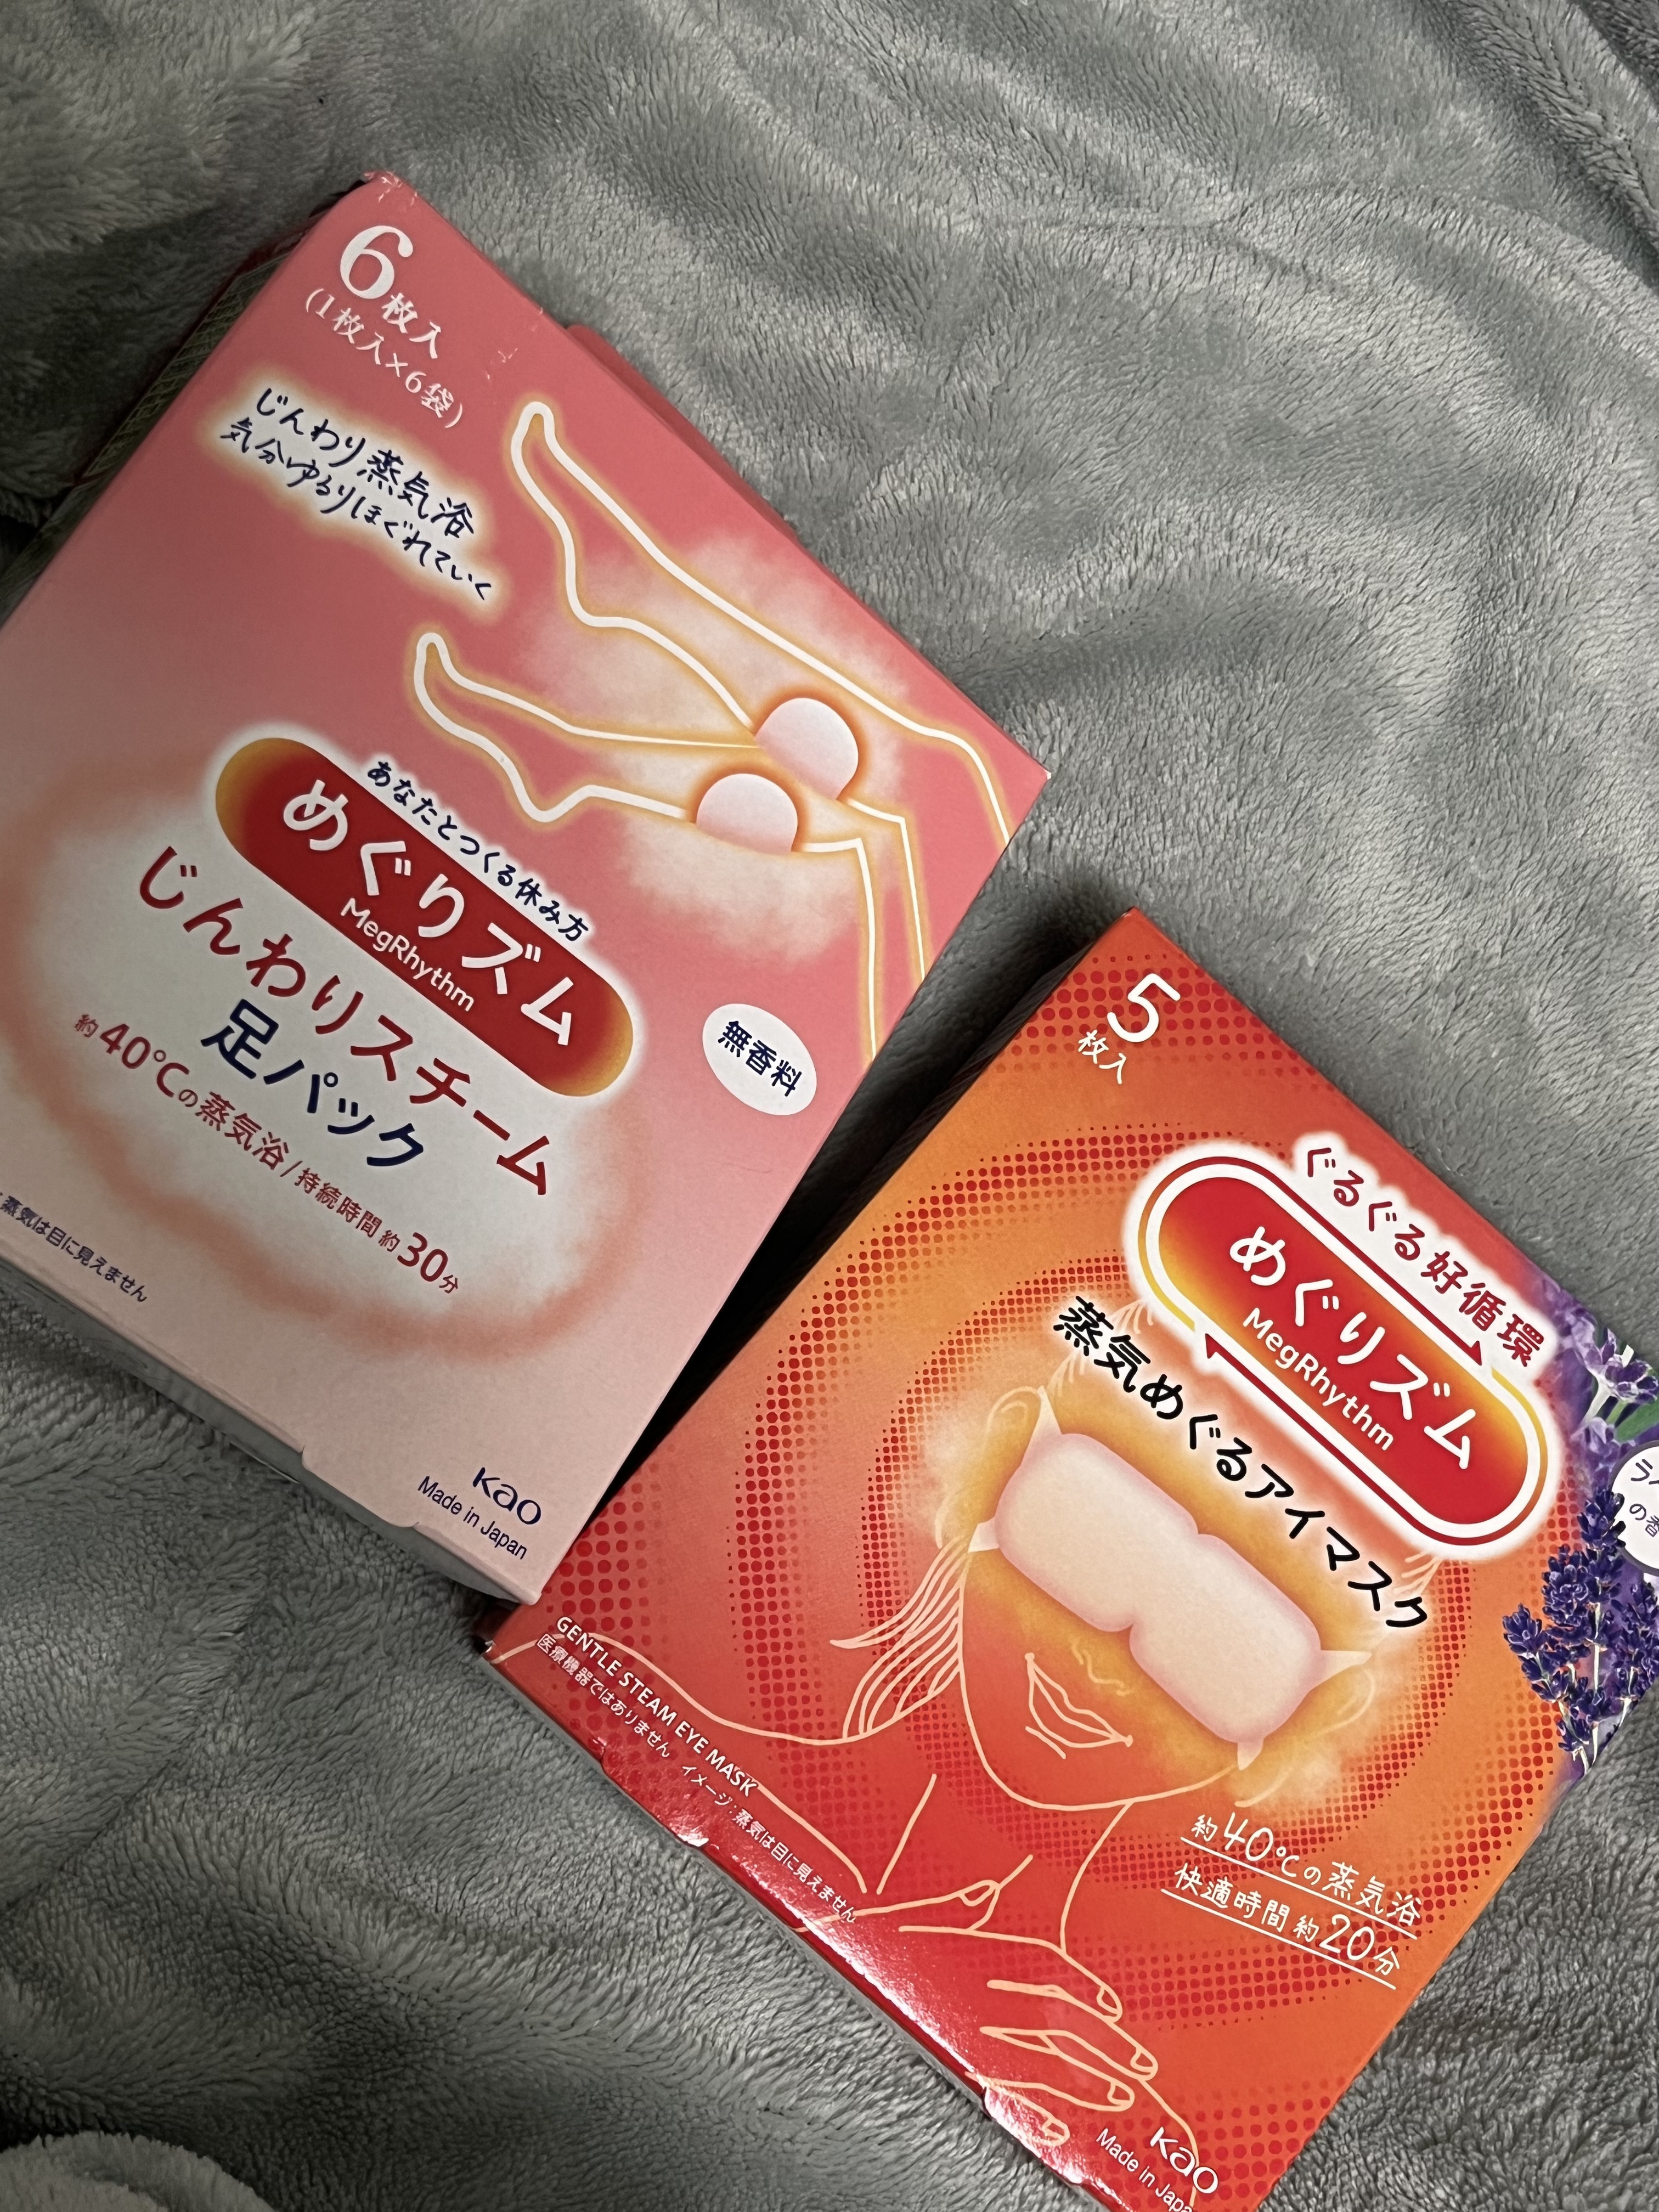 6枚入
(1枚入×6袋)
じんわり蒸気浴
気分ゆるりほぐれていく
あなたとつくる休み方
めぐりズム
MegRhythm
じんわりスチーム
足パック
約40℃の蒸気浴/持続時間約30分
無香料
蒸気は目に見えません
Kao
Made in Japan
5
枚入
ぐるぐる好循環
めぐりズム
MegRhythm
蒸気めぐるアイマスク
の香
約40℃の蒸気浴
快適時間 約20分
GENTLE STEAM EYE MASK
医療機器ではありません
イメージ:蒸気は目に見えません
Kao
Made in Japan